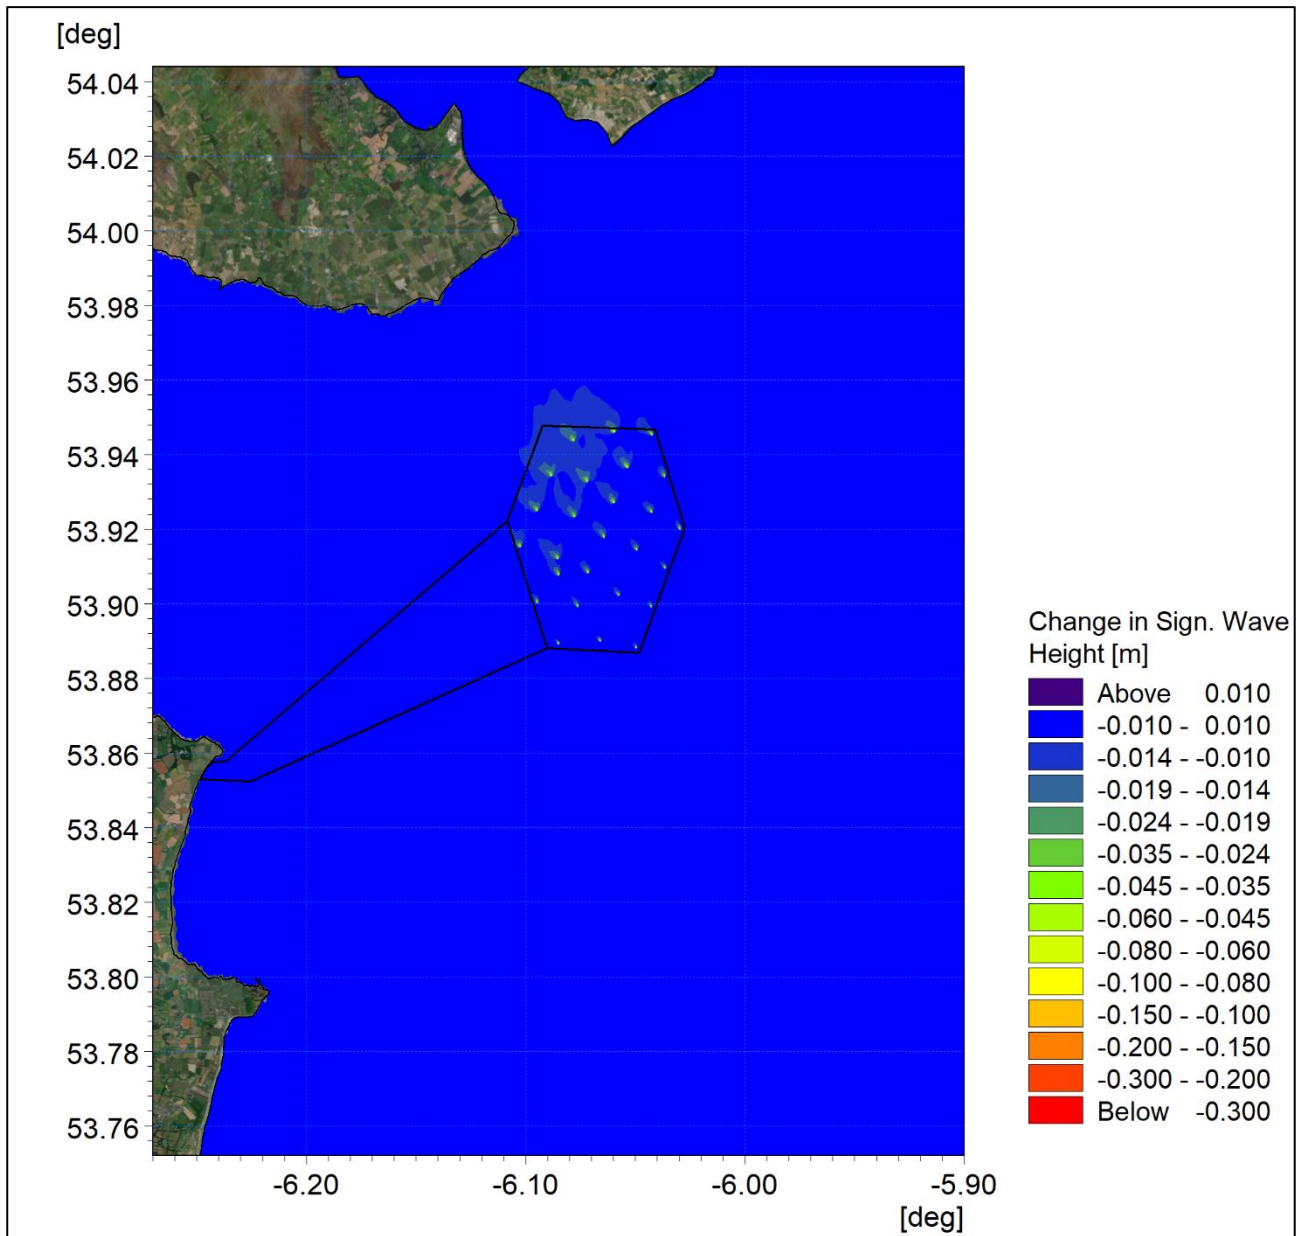 [deg]
54.04
54.02
54.00
53.98
53.96
53.94
53.92
53.90
53.88
53.86
53.84
53.82
53.80
53.78
53.76
-6.20 -6.10 -6.00 -5.90
[deg]
Change in Sign. Wave
Height [m]
Above 0.010
-0.010 - 0.010
-0.014 - -0.010
-0.019 - -0.014
-0.024 - -0.019
-0.035 - -0.024
-0.045 - -0.035
-0.060 - -0.045
-0.080 - -0.060
-0.100 - -0.080
-0.150 - -0.100
-0.200 - -0.150
-0.300 - -0.200
Below -0.300